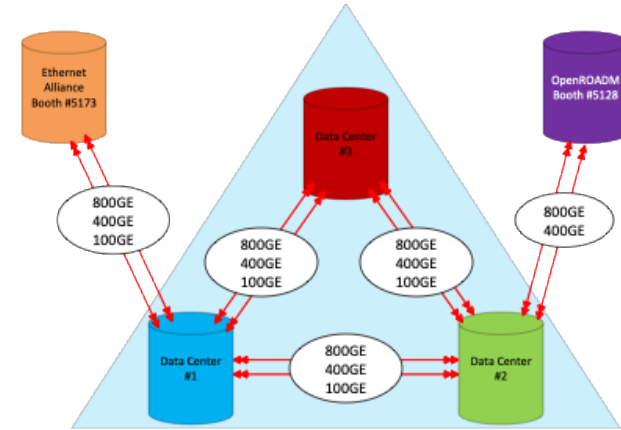 Ethernet
Alliance
Booth #5173
OpenROADM
Booth #5128
Data Center
#3
800GE
400GE
100GE
800GE
400GE
800GE
400GE
100GE
800GE
400GE
100GE
Data Center
#1
800GE
400GE
100GE
Data Center
#2